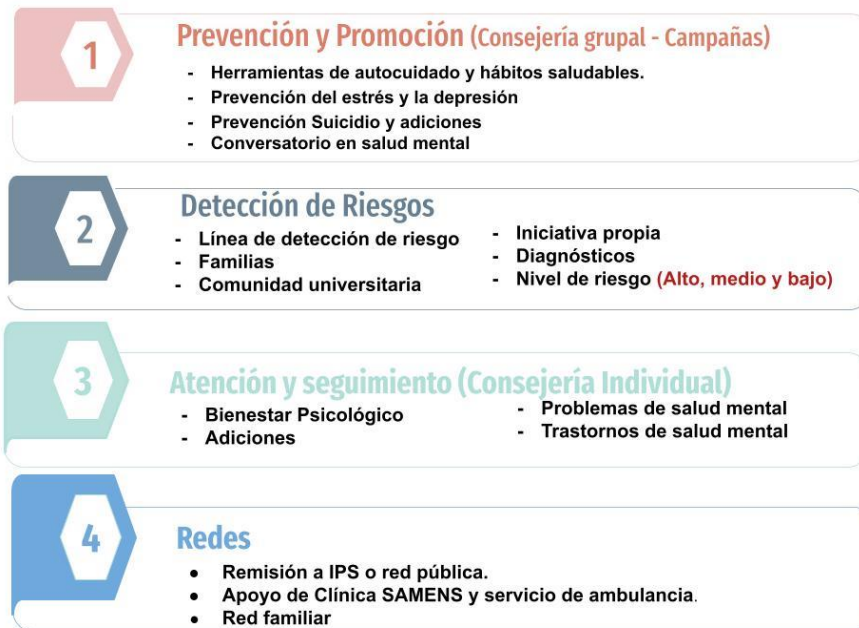 1
Prevención y Promoción (Consejería grupal - Campañas)
- Herramientas de autocuidado y hábitos saludables.
- Prevención del estrés y la depresión
- Prevención Suicidio y adiciones
- Conversatorio en salud mental
2
Detección de Riesgos
- Línea de detección de riesgo
- Familias
- Comunidad universitaria
- Iniciativa propia
- Diagnósticos
- Nivel de riesgo (Alto, medio y bajo)
3
Atención y seguimiento (Consejería Individual)
- Bienestar Psicológico
- Adiciones
- Problemas de salud mental
- Trastornos de salud mental
4
Redes
● Remisión a IPS o red pública.
● Apoyo de Clínica SAMENS y servicio de ambulancia.
● Red familiar